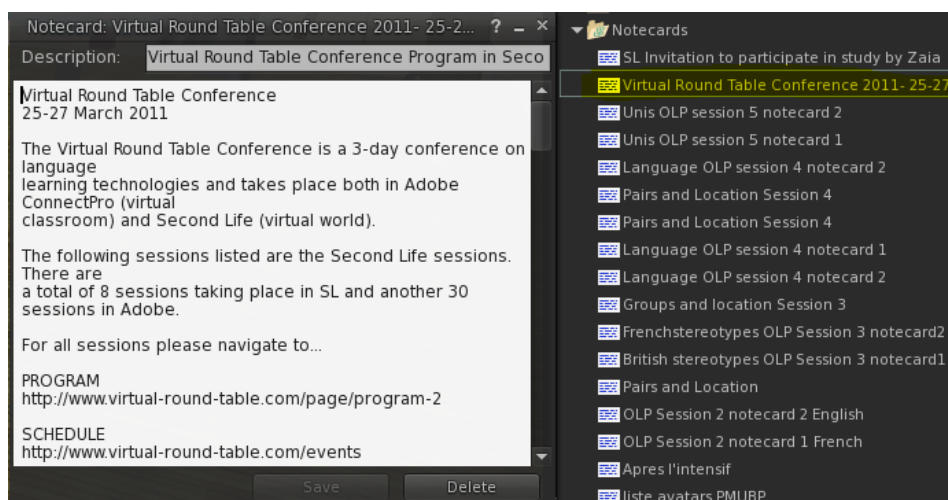 Notecard: Virtual Round Table Conference 2011- 25-2... ? _ ×
Description: Virtual Round Table Conference Program in Seco
Virtual Round Table Conference
25-27 March 2011
The Virtual Round Table Conference is a 3-day conference on
language
learning technologies and takes place both in Adobe
ConnectPro (virtual
classroom) and Second Life (virtual world).
The following sessions listed are the Second Life sessions.
There are
a total of 8 sessions taking place in SL and another 30
sessions in Adobe.
For all sessions please navigate to...
PROGRAM
http://www.virtual-round-table.com/page/program-2
SCHEDULE
http://www.virtual-round-table.com/events
Save Delete
Notecards
SL Invitation to participate in study by Zaia
Virtual Round Table Conference 2011- 25-27
Unis OLP session 5 notecard 2
Unis OLP session 5 notecard 1
Language OLP session 4 notecard 2
Pairs and Location Session 4
Pairs and Location Session 4
Language OLP session 4 notecard 1
Language OLP session 4 notecard 2
Groups and location Session 3
Frenchstereotypes OLP Session 3 notecard2
British stereotypes OLP Session 3 notecard1
Pairs and Location
OLP Session 2 notecard 2 English
OLP Session 2 notecard 1 French
Apres l'intensif
liste avatars PMUBP